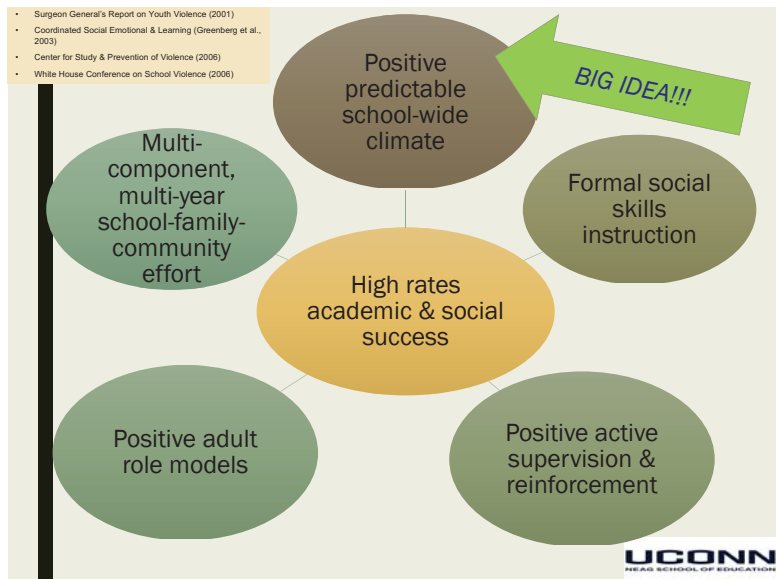 • Surgeon General's Report on Youth Violence (2001)
• Coordinated Social Emotional & Learning (Greenberg et al.,
2003)
• Center for Study & Prevention of Violence (2006)
• White House Conference on School Violence (2006)
Positive
predictable
school-wide
climate
BIG IDEA!!!
Multi-
component,
multi-year
school-family-
community
effort
Formal social
skills
instruction
High rates
academic & social
success
Positive adult
role models
Positive active
supervision &
reinforcement
UCONN
NEAG SCHOOL OF EDUCATION